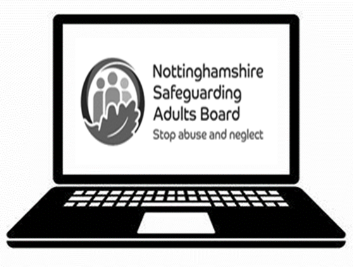 Nottinghamshire
Safeguarding
Adults Board
Stop abuse and neglect